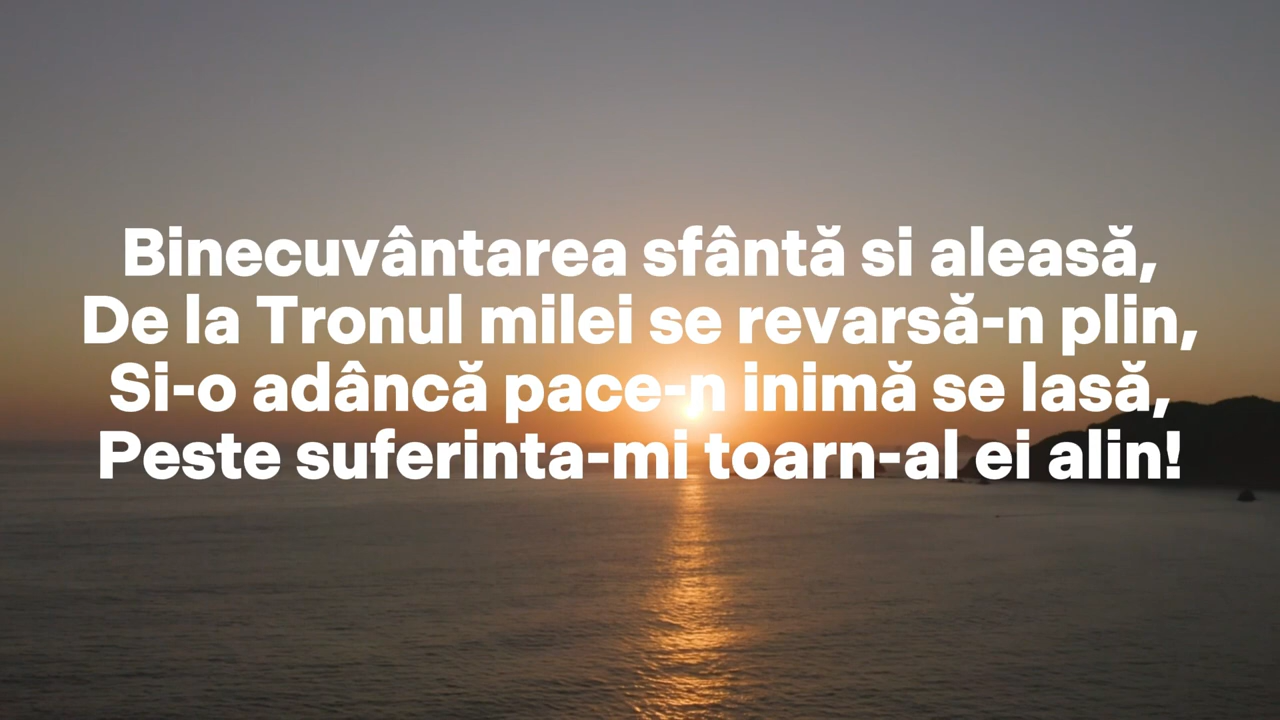 Binecuvântarea sfântă si aleasă,
De la Tronul milei se revarsă-n plin,
Si-o adâncă pace-n inimă se lasă,
Peste suferinta-mi toarn-al ei alin!